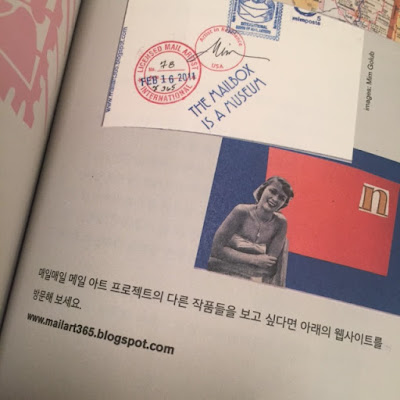 LICENSED MAIL ARTIST
78
FEB 16 2011
365
INTERNATIONAL
USA
THE MAILBOX
IS A MUSEUM
images: Mim Golub
n
매일매일 메일 아트 프로젝트의 다른 작품들을 보고 싶다면 아래의 웹사이트를
방문해 보세요.
www.mailart365.blogspot.com